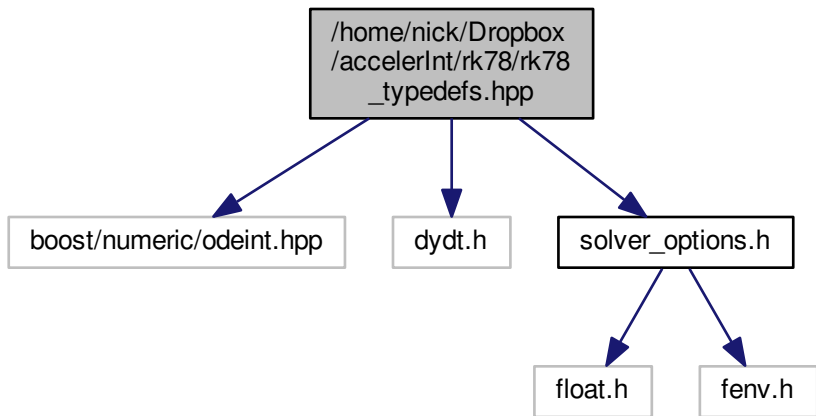 /home/nick/Dropbox
/accelerInt/rk78/rk78
_typedefs.hpp
boost/numeric/odeint.hpp
dydt.h
solver_options.h
float.h
fenv.h